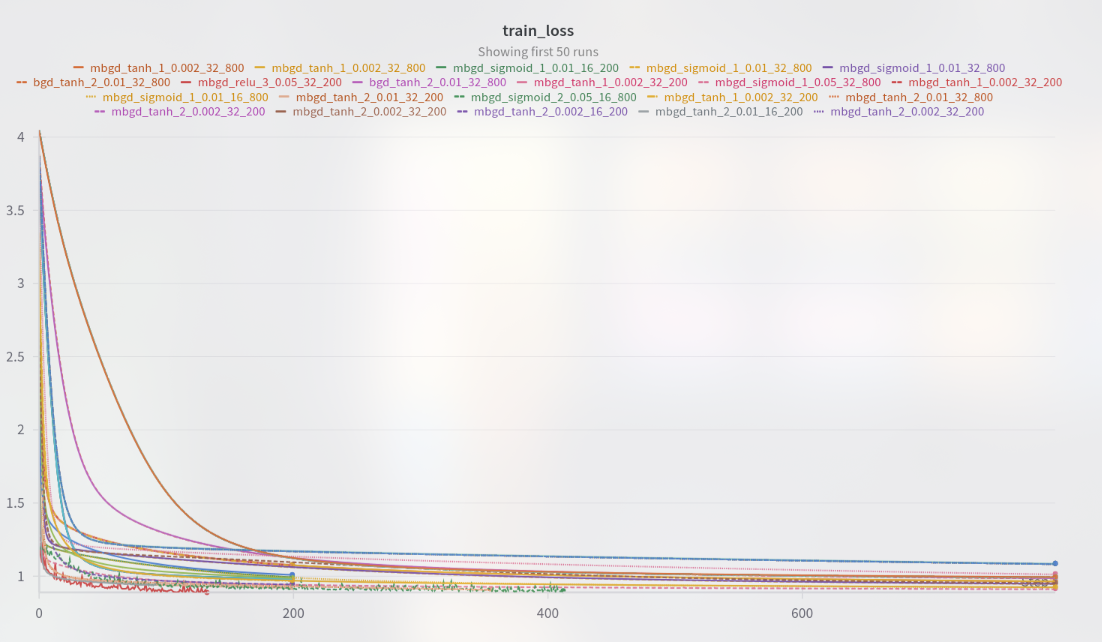 train_loss
Showing first 50 runs
mbgd_tanh_1_0.002_32_800 mbgd_tanh_1_0.002_32_800 mbgd_sigmoid_1_0.01_16_200 mbgd_sigmoid_1_0.01_32_800 mbgd_sigmoid_1_0.01_32_800
bgd_tanh_2_0.01_32_800 mbgd_relu_3_0.05_32_200 bgd_tanh_2_0.01_32_800 mbgd_tanh_1_0.002_32_200 mbgd_sigmoid_1_0.05_32_800 mbgd_tanh_1_0.002_32_200
mbgd_sigmoid_1_0.01_16_800 mbgd_tanh_2_0.01_32_200 mbgd_sigmoid_2_0.05_16_800 mbgd_tanh_1_0.002_32_200 mbgd_tanh_2_0.01_32_800
mbgd_tanh_2_0.002_32_200 mbgd_tanh_2_0.002_32_200 mbgd_tanh_2_0.002_16_200 mbgd_tanh_2_0.01_16_200 mbgd_tanh_2_0.002_32_200
4
3.5
3
2.5
2
1.5
1
0 200 400 600